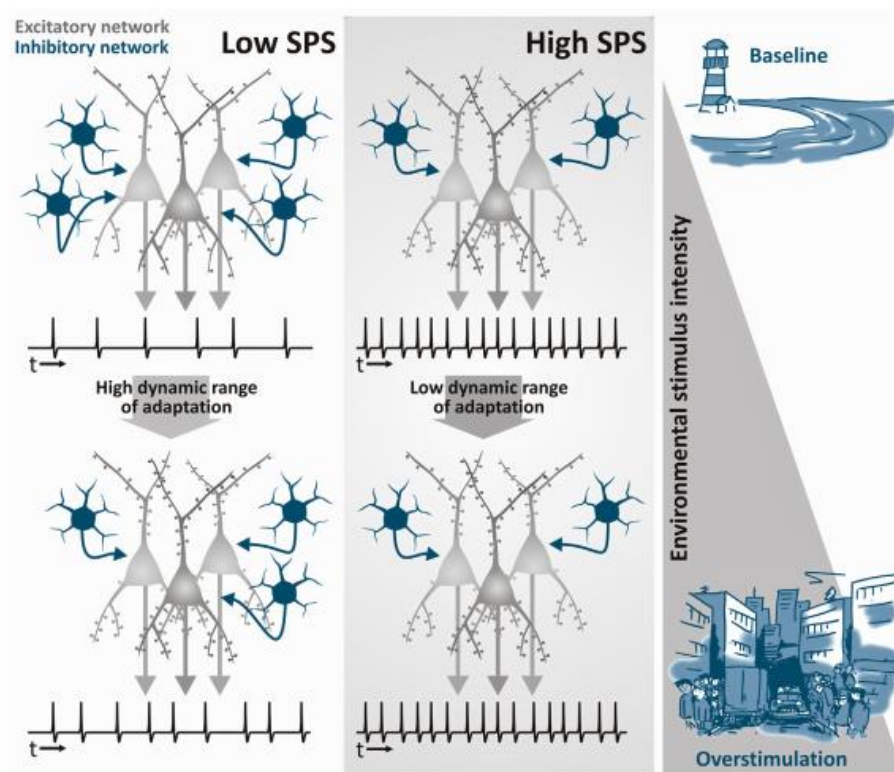 Excitatory network
Inhibitory network
Low SPS
High SPS
Baseline
t
t
High dynamic range
of adaptation
Low dynamic range
of adaptation
Environmental stimulus intensity
t
t
Overstimulation